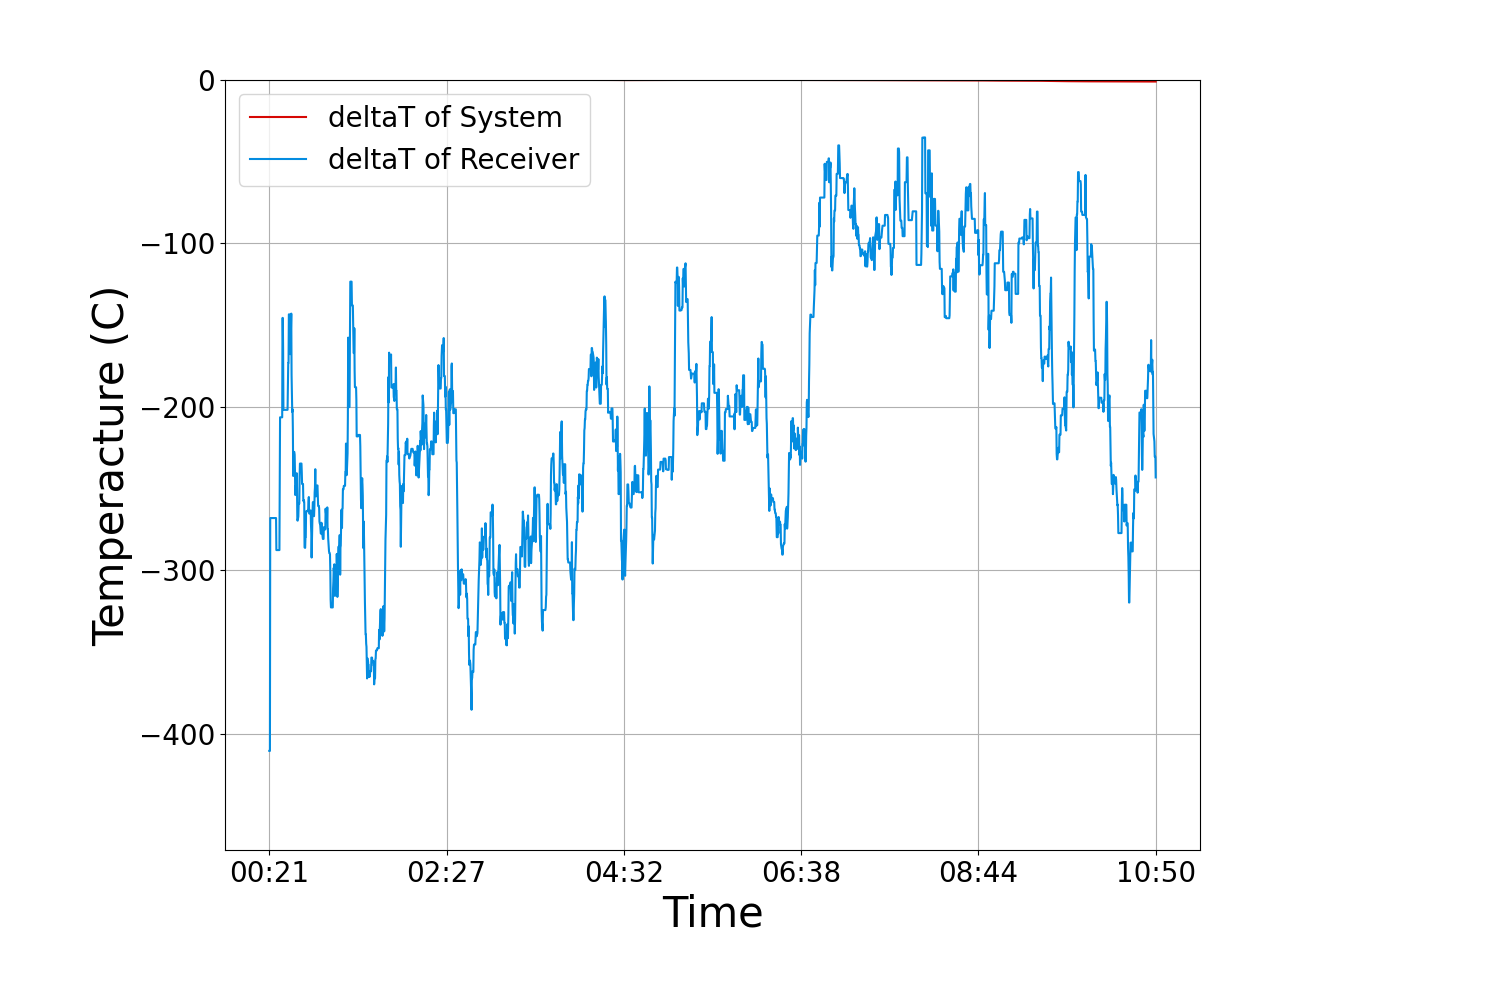 0
−100
−200
−300
−400
Temperacture (C)
deltaT of System
deltaT of Receiver
00:21 02:27 04:32 06:38 08:44 10:50
Time